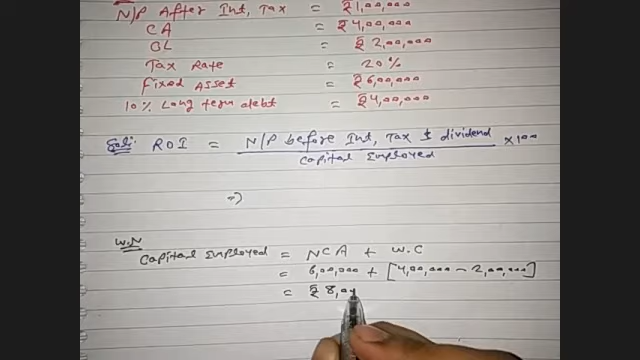 N/P After Int, Tax = ₹1,00,000
CA = ₹4,00,000
CL = ₹2,00,000
Tax Rate = 20%
Fixed Asset = ₹6,00,000
10% Long term debt = ₹4,00,000
Sol: ROI = N/P before Int, Tax & dividend × 100
Capital Employed
⇒
W.N
Capital Employed = NCA + W.C
= 6,00,000 + [4,00,000 - 2,00,000]
= ₹ 8,00